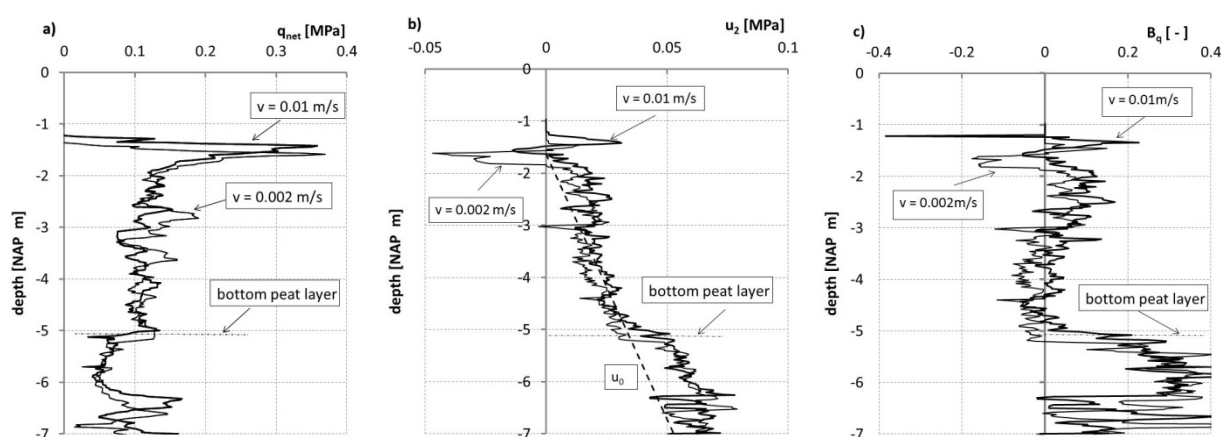 a)
q_net [MPa]
0 0.1 0.2 0.3 0.4
0
-1
-2
-3
-4
-5
-6
-7
depth [NAP m]
v = 0.01 m/s
v = 0.002 m/s
bottom peat layer
b)
u_2 [MPa]
-0.05 0 0.05 0.1
0
-1
-2
-3
-4
-5
-6
-7
depth [NAP m]
v = 0.01 m/s
v = 0.002 m/s
bottom peat layer
u_0
c)
B_q [ - ]
-0.4 -0.2 0 0.2 0.4
0
-1
-2
-3
-4
-5
-6
-7
depth [NAP m]
v = 0.01m/s
v = 0.002m/s
bottom peat layer